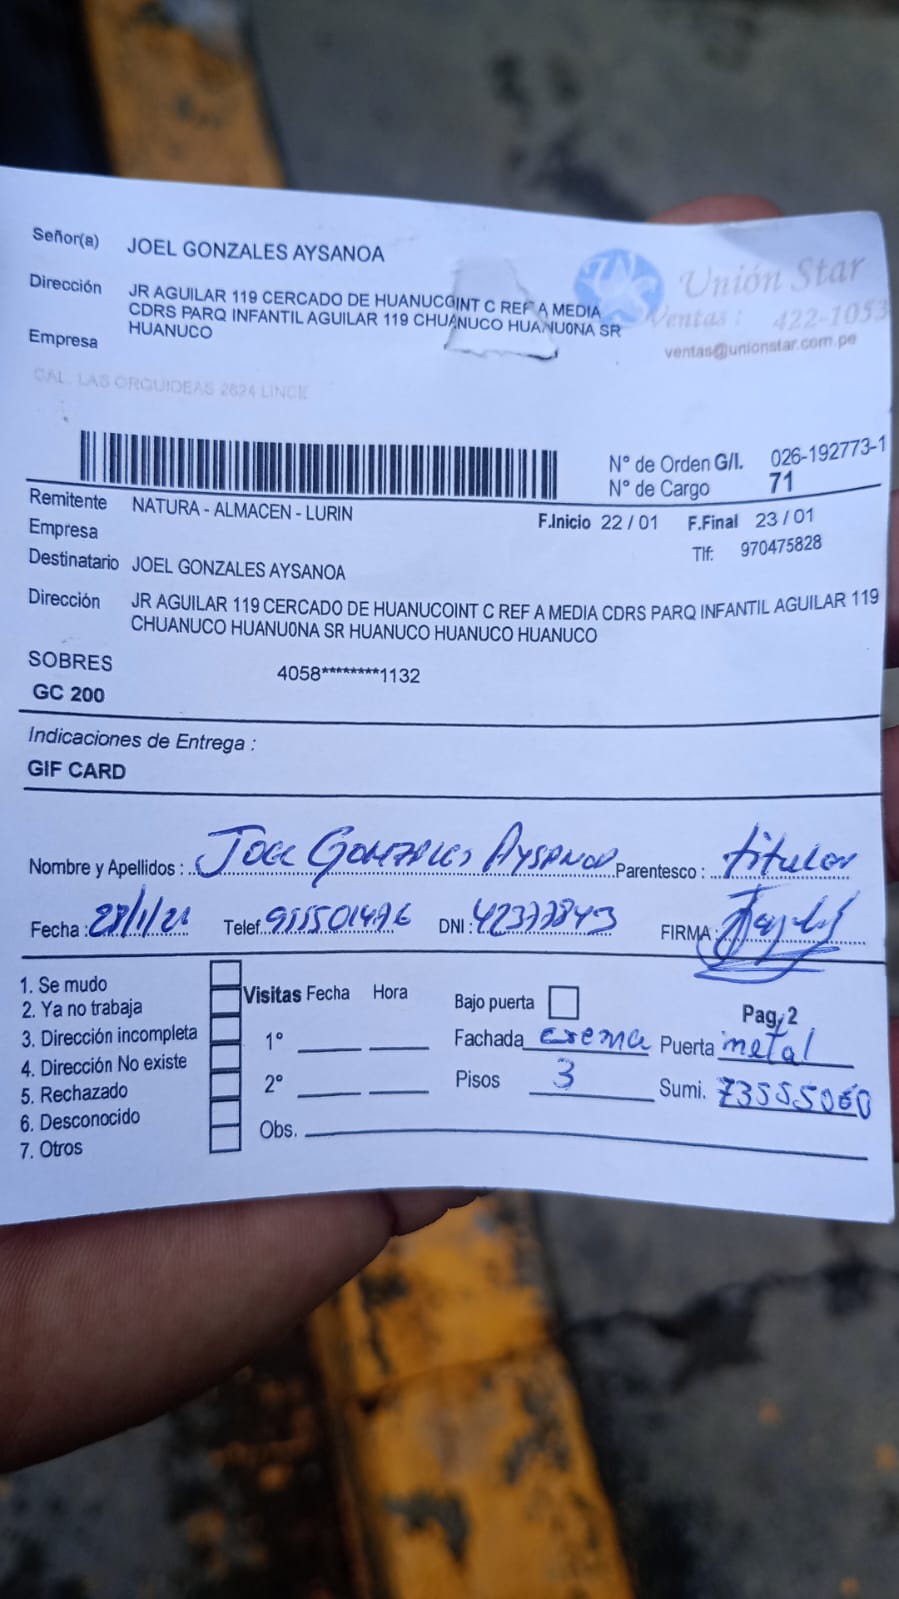 Señor(a) JOEL GONZALES AYSANOA
Dirección JR AGUILAR 119 CERCADO DE HUANUCOINT C REF A MEDIA
CDRS PARQ INFANTIL AGUILAR 119 CHUANUCO HUANU0NA SR
HUANUCO
Empresa
CAL. LAS ORQUIDEAS 2624 LINCE
Unión Star
Ventas : 422-1053
ventas@unionstar.com.pe
N° de Orden G/I. 026-192773-1
N° de Cargo 71
Remitente NATURA - ALMACEN - LURIN
F.Inicio 22 / 01 F.Final 23 / 01
Empresa
Tlf: 970475828
Destinatario JOEL GONZALES AYSANOA
Dirección JR AGUILAR 119 CERCADO DE HUANUCOINT C REF A MEDIA CDRS PARQ INFANTIL AGUILAR 119
CHUANUCO HUANU0NA SR HUANUCO HUANUCO HUANUCO
SOBRES 4058********1132
GC 200
Indicaciones de Entrega :
GIF CARD
Nombre y Apellidos : Joel Gonzales Aysanoa Parentesco : titular
Fecha : Telef. DNI : 42377843 FIRMA :
1. Se mudo
2. Ya no trabaja
3. Dirección incompleta
4. Dirección No existe
5. Rechazado
6. Desconocido
7. Otros
Visitas Fecha Hora
1°
2°
Obs.
Bajo puerta
Pag, 2
Fachada crema Puerta metal
Pisos 3 Sumi. 73555060